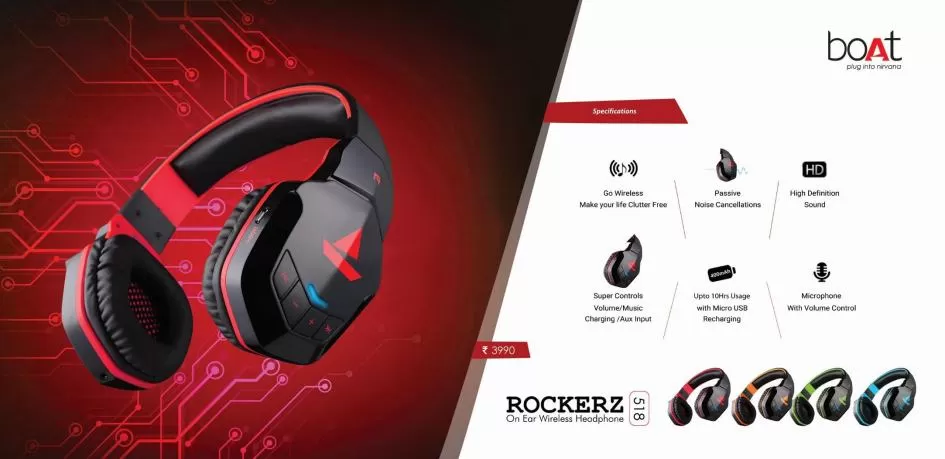 boAt
plug into nirvana
Specifications
Go Wireless
Make your life Clutter Free
Passive
Noise Cancellations
HD
High Definition
Sound
Super Controls
Volume/Music
Charging /Aux Input
400mAh
Upto 10Hrs Usage
with Micro USB
Recharging
Microphone
With Volume Control
₹ 3990
ROCKERZ
On Ear Wireless Headphone
518